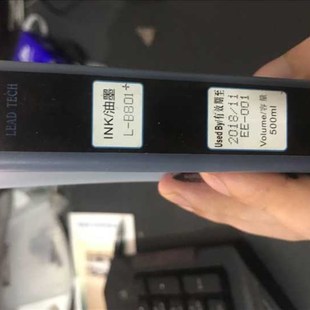 LEAD TECH
INK/油墨
L-B801+
Used By/有效期至
2018/11
EE-001
Volume/容量
500ml